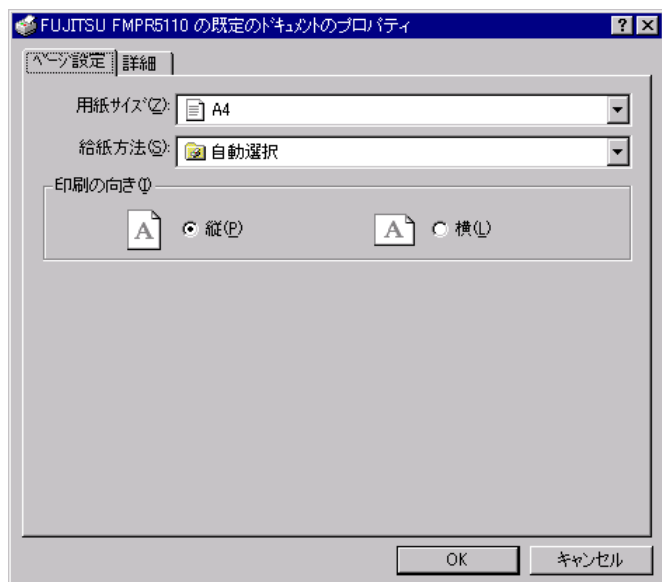 FUJITSU FMPR5110 の既定のﾄﾞｷｭﾒﾝﾄのプロパティ
ﾍﾟｰｼﾞ設定 詳細
用紙サイズ(Z): A4
給紙方法(S): 自動選択
印刷の向き(I)
A 縦(P) A 横(L)
OK キャンセル